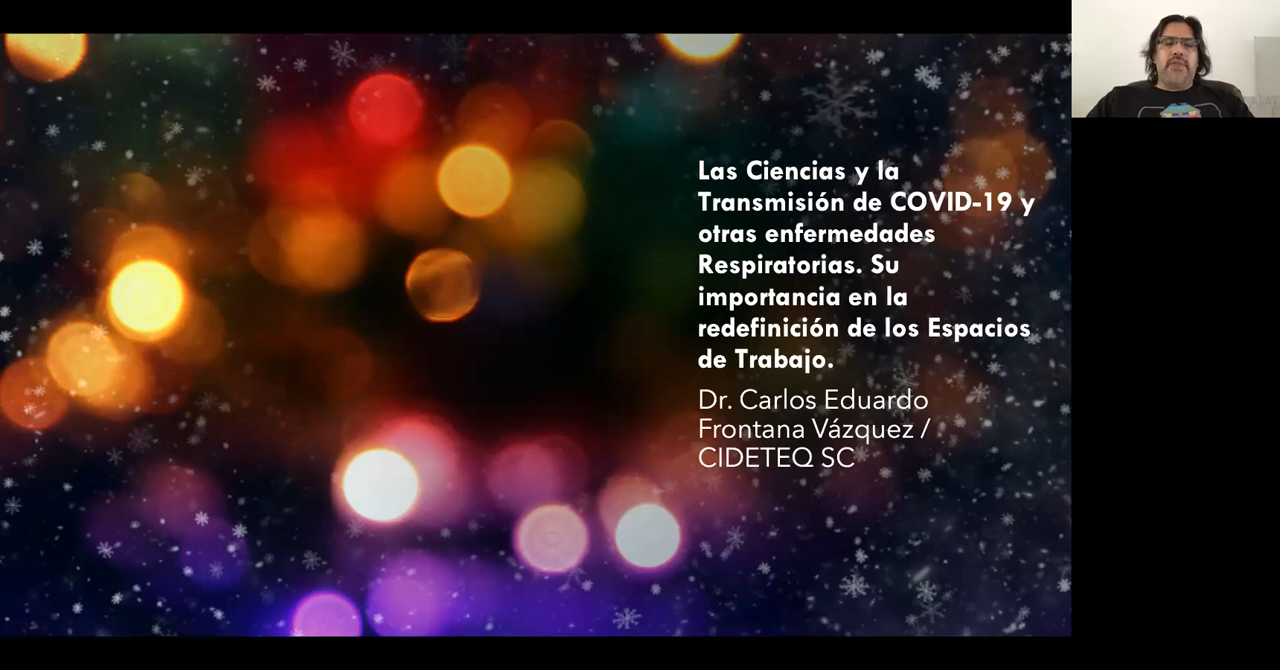 Las Ciencias y la
Transmisión de COVID-19 y
otras enfermedades
Respiratorias. Su
importancia en la
redefinición de los Espacios
de Trabajo.
Dr. Carlos Eduardo
Frontana Vázquez /
CIDETEQ SC